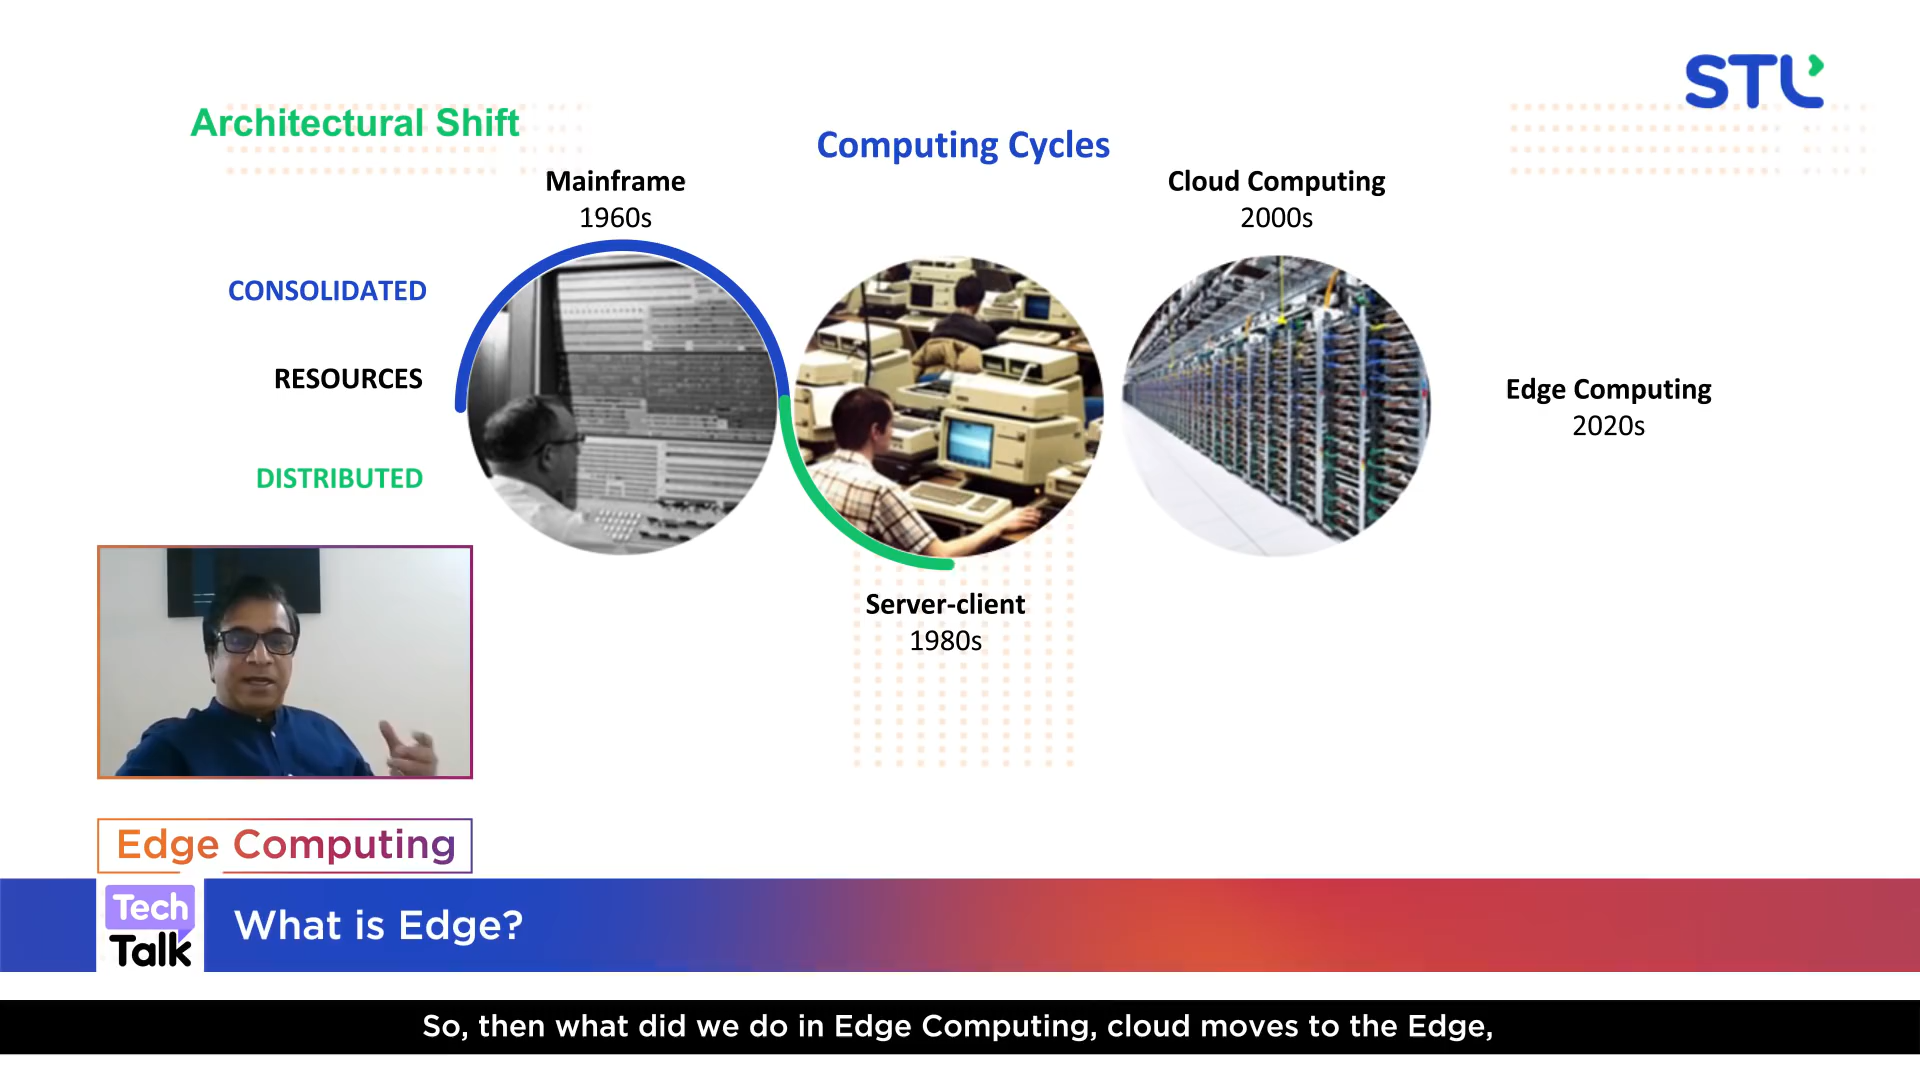 STL
Architectural Shift
Computing Cycles
Mainframe
1960s
Cloud Computing
2000s
CONSOLIDATED
RESOURCES
DISTRIBUTED
Edge Computing
2020s
Server-client
1980s
Edge Computing
Tech
Talk
What is Edge?
So, then what did we do in Edge Computing, cloud moves to the Edge,